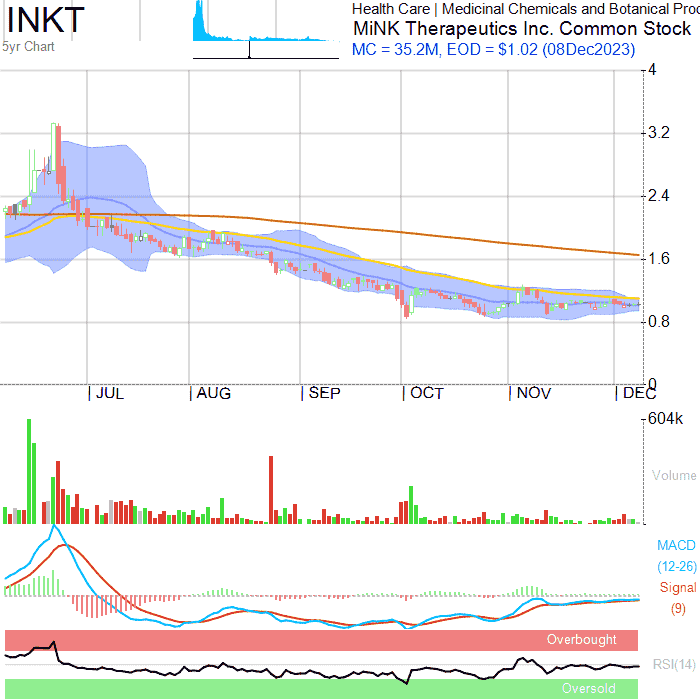 INKT
5yr Chart
Health Care | Medicinal Chemicals and Botanical Pro
MiNK Therapeutics Inc. Common Stock
MC = 35.2M, EOD = $1.02 (08Dec2023)
4
3.2
2.4
1.6
0.8
0
JUL
AUG
SEP
OCT
NOV
DEC
604k
Volume
MACD
(12-26)
Signal
(9)
Overbought
RSI(14)
Oversold